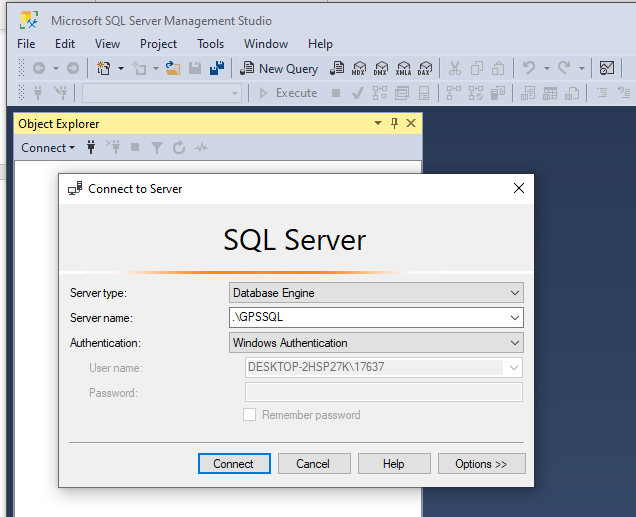 Microsoft SQL Server Management Studio
File Edit View Project Tools Window Help
New Query MDX DMX XMLA DAX
Execute
Object Explorer
Connect
Connect to Server
SQL Server
Server type: Database Engine
Server name: .\GPSSQL
Authentication: Windows Authentication
User name: DESKTOP-2HSP27K\17637
Password:
Remember password
Connect Cancel Help Options >>